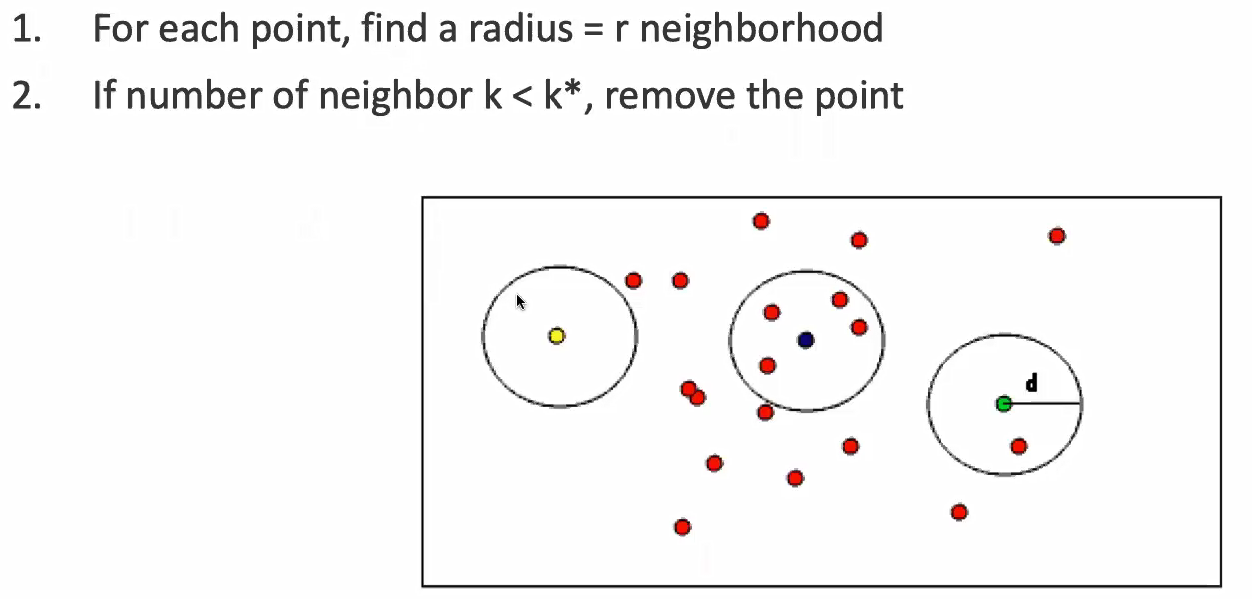 1. For each point, find a radius = r neighborhood
2. If number of neighbor k < k*, remove the point
d